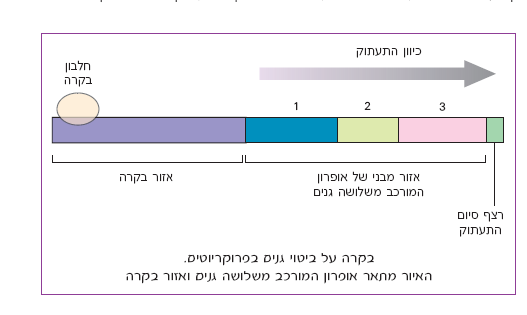 כיוון התעתוק
חלבון
בקרה
1 2 3
אזור בקרה
אזור מבני של אופרון
המורכב משלושה גנים
רצף סיום
התעתוק
בקרה על ביטוי גנים בפרוקריוטים.
האיור מתאר אופרון המורכב משלושה גנים ואזור בקרה